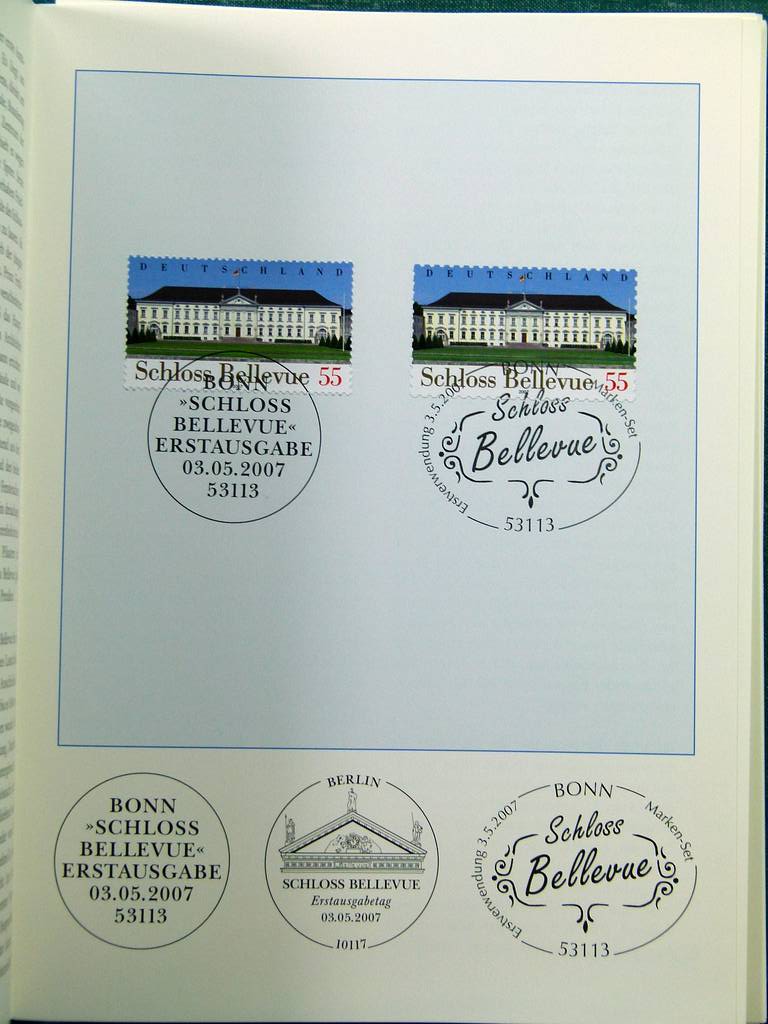 DEUTSCHLAND
Schloss Bellevue 55
BONN
»SCHLOSS
BELLEVUE«
ERSTAUSGABE
03.05.2007
53113
DEUTSCHLAND
Schloss Bellevue 55
BONN
Erstverwendung 3.5.2007
Marken-Set
Schloss
Bellevue
53113
BONN
»SCHLOSS
BELLEVUE«
ERSTAUSGABE
03.05.2007
53113
BERLIN
SCHLOSS BELLEVUE
Erstausgabetag
03.05.2007
10117
BONN
Erstverwendung 3.5.2007
Marken-Set
Schloss
Bellevue
53113